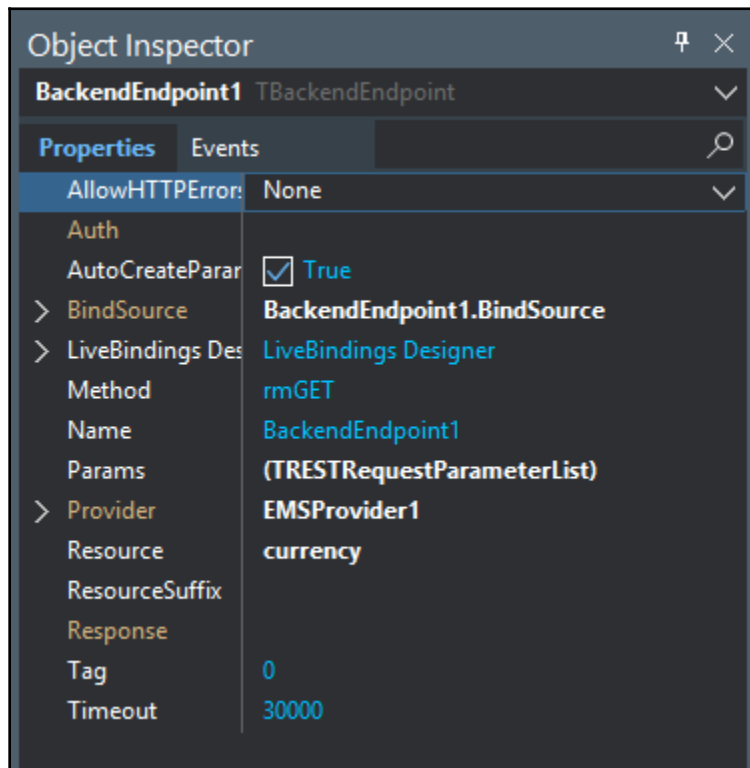 Object Inspector
BackendEndpoint1 TBackendEndpoint
Properties Events
AllowHTTPErrors None
Auth
AutoCreateParar True
BindSource BackendEndpoint1.BindSource
LiveBindings Des LiveBindings Designer
Method rmGET
Name BackendEndpoint1
Params (TRESTRequestParameterList)
Provider EMSProvider1
Resource currency
ResourceSuffix
Response
Tag 0
Timeout 30000